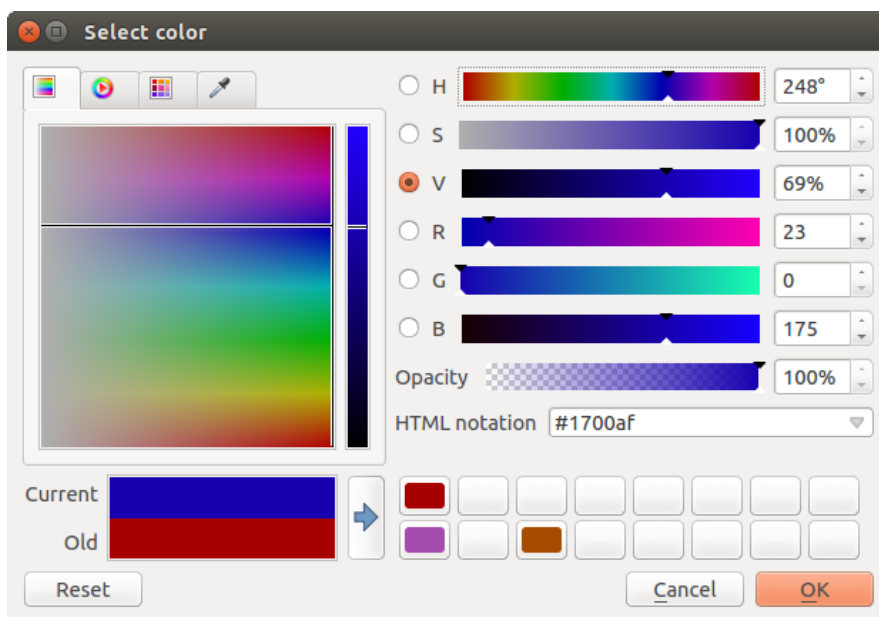 Select color
H 248°
S 100%
V 69%
R 23
G 0
B 175
Opacity 100%
HTML notation #1700af
Current
Old
Reset Cancel OK